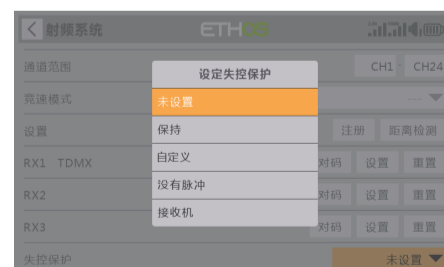 射频系统 ETHOS
通道范围 CH1 - CH24
设定失控保护
竞速模式 ---
未设置
设置 注册 距离检测
保持
自定义
RX1 TDMX 对码 设置 重置
没有脉冲
RX2 对码 设置 重置
接收机
RX3 对码 设置 重置
失控保护 未设置